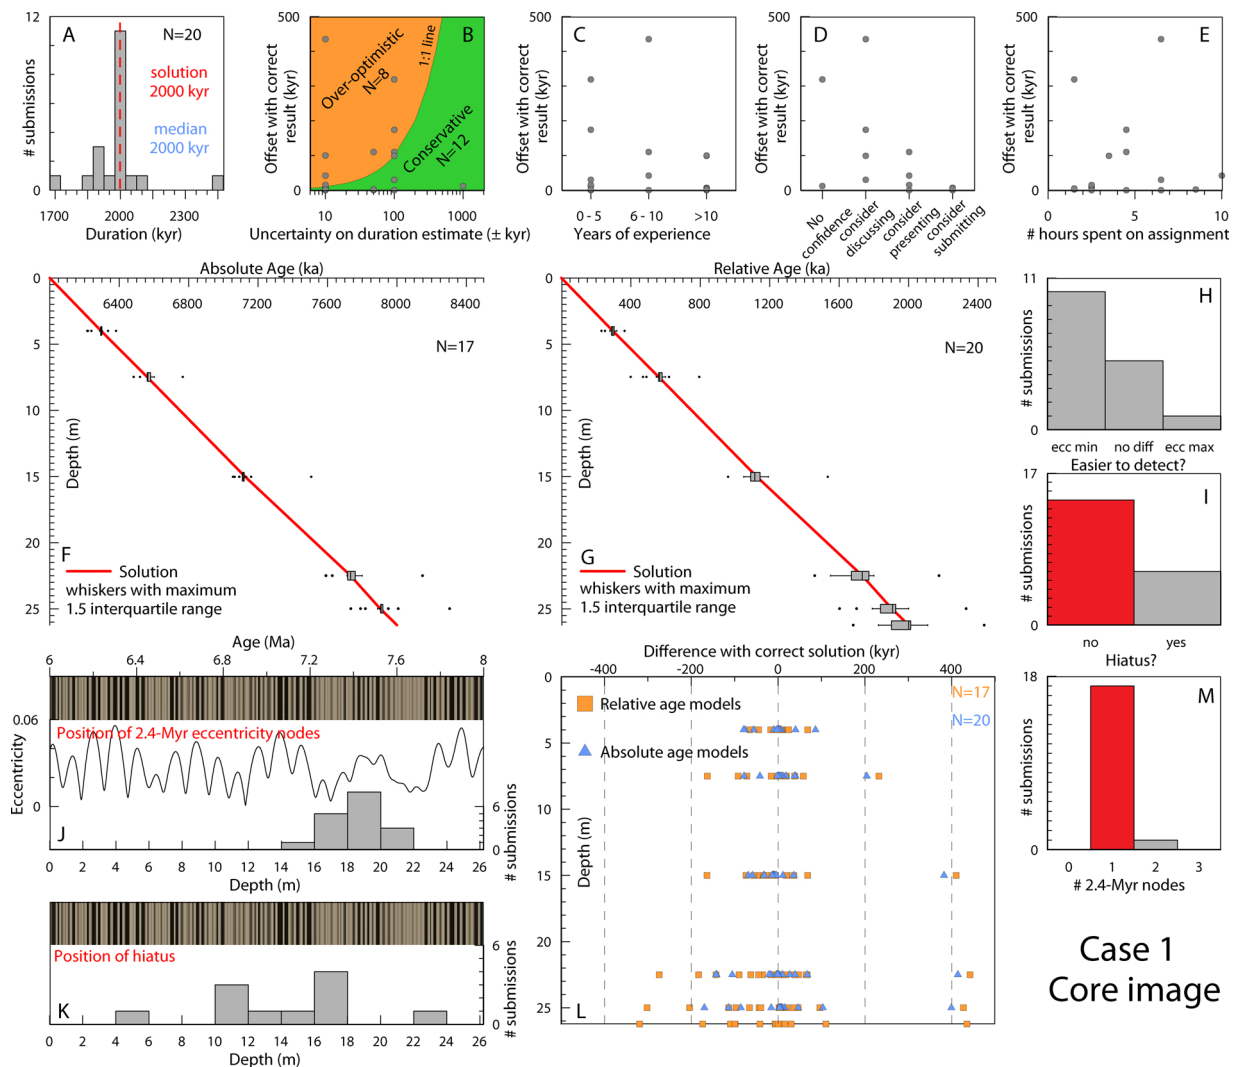 12
A
N=20
solution
2000 kyr
median
2000 kyr
# submissions
0
1700
2000
2300
Duration (kyr)
500
B
Over-optimistic
N=8
1:1 line
Conservative
N=12
Offset with correct
result (kyr)
0
10
100
1000
Uncertainty on duration estimate (± kyr)
500
C
Offset with correct
result (kyr)
0
0 - 5
6 - 10
>10
Years of experience
500
D
Offset with correct
result (kyr)
0
No
confidence
consider
discussing
consider
presenting
consider
submitting
500
E
Offset with correct
result (kyr)
0
0
5
10
# hours spent on assignment
Absolute Age (ka)
6400
6800
7200
7600
8000
8400
0
5
10
15
20
25
Depth (m)
N=17
F
Solution
whiskers with maximum
1.5 interquartile range
Relative Age (ka)
400
800
1200
1600
2000
2400
0
5
10
15
20
25
Depth (m)
N=20
G
Solution
whiskers with maximum
1.5 interquartile range
11
H
# submissions
0
ecc min
no diff
ecc max
Easier to detect?
17
I
# submissions
0
no
yes
Hiatus?
18
M
# submissions
0
0
1
2
3
# 2.4-Myr nodes
Age (Ma)
6
6.4
6.8
7.2
7.6
8
0.06
Position of 2.4-Myr eccentricity nodes
Eccentricity
0
J
6
0
# submissions
0
2
4
6
8
10
12
14
16
18
20
22
24
26
Depth (m)
Position of hiatus
K
6
0
# submissions
0
2
4
6
8
10
12
14
16
18
20
22
24
26
Depth (m)
Difference with correct solution (kyr)
-400
-200
0
200
400
0
5
10
15
20
25
Depth (m)
N=17
N=20
Relative age models
Absolute age models
L
Case 1
Core image